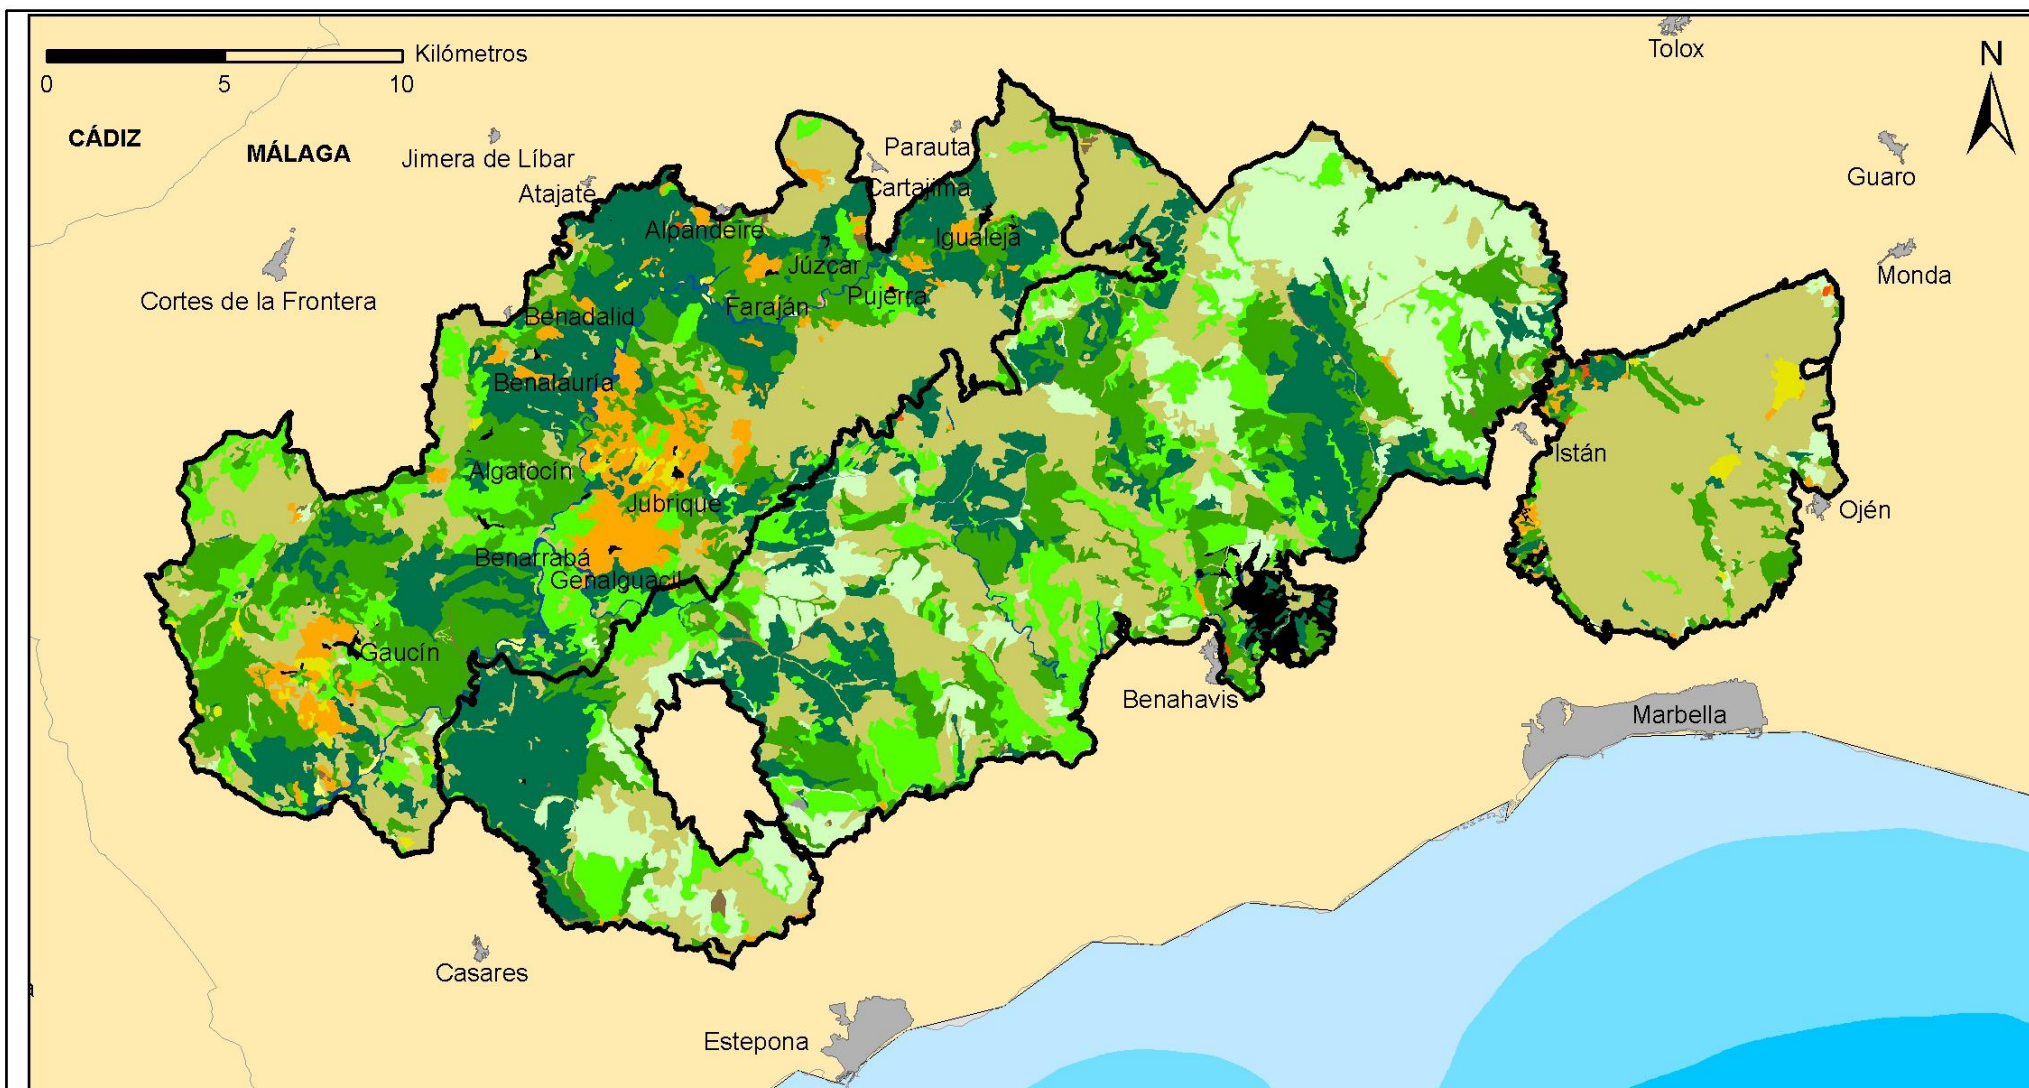 Tolox
Kilómetros
0 5 10
N
CÁDIZ
MÁLAGA
Jimera de Líbar
Parauta
Guaro
Atajate
Cartajima
Alpandeire
Igualeja
Júzcar
Monda
Cortes de la Frontera
Pujerra
Faraján
Benadalid
Benalauría
Istán
Algatocín
Jubrique
Ojén
Benarrabá
Genalguacil
Gaucín
Benahavis
Marbella
Casares
Estepona